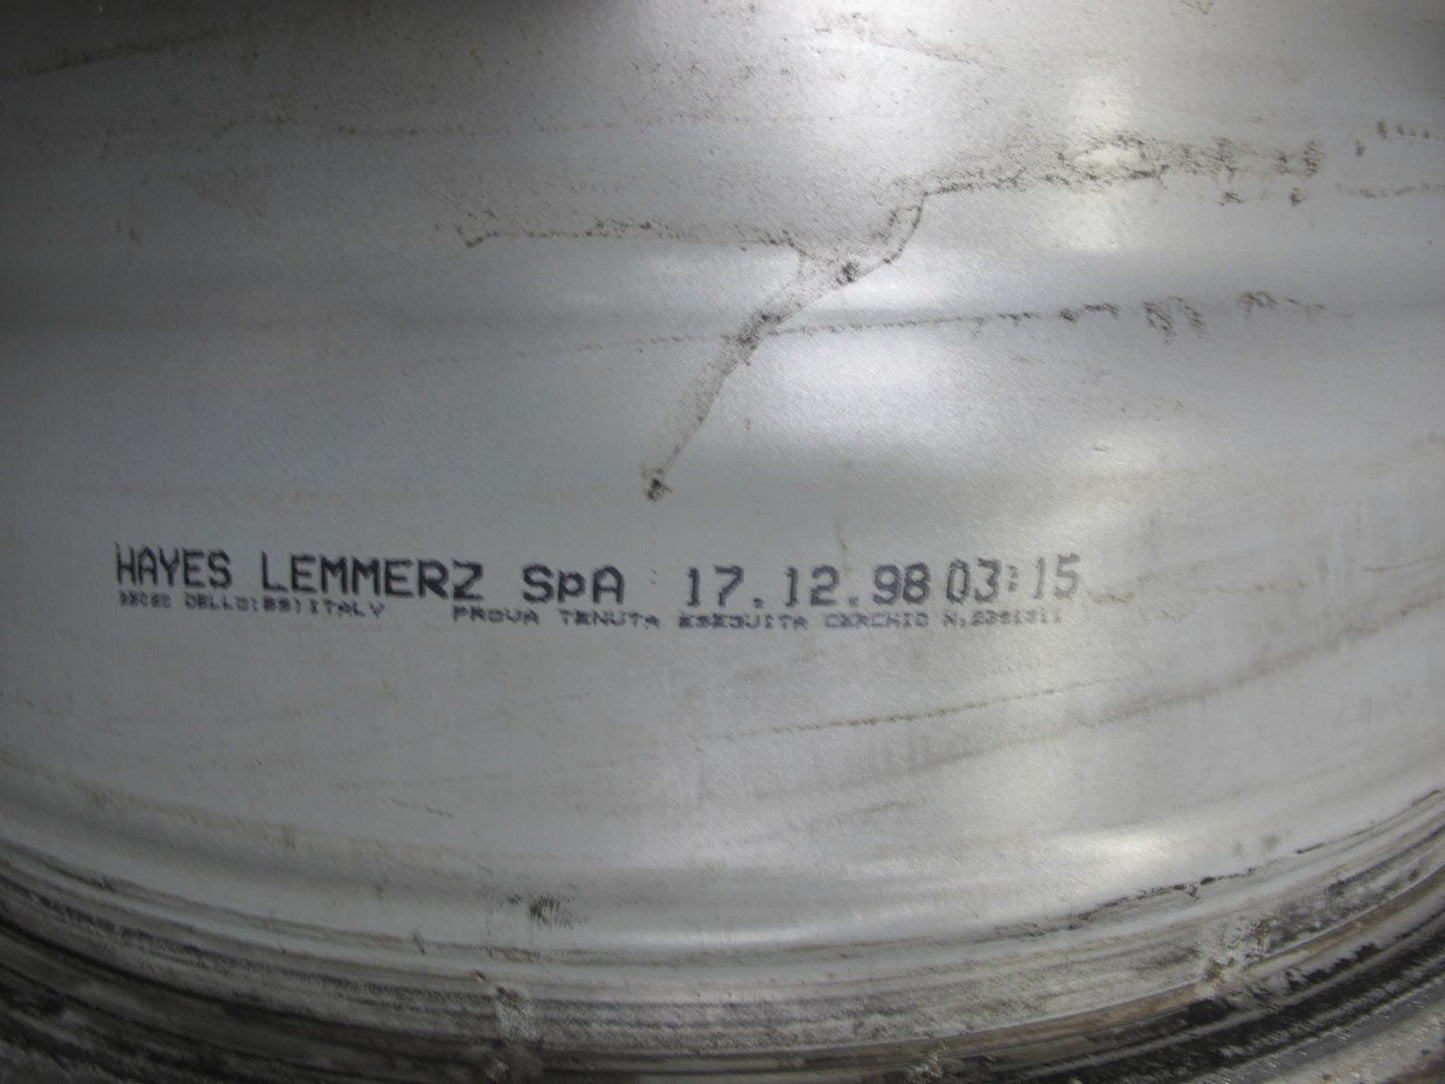 HAYES LEMMERZ SpA 17.12.98 03:15
ITALY PROVA TENUTA ESEGUITA CERCHIO